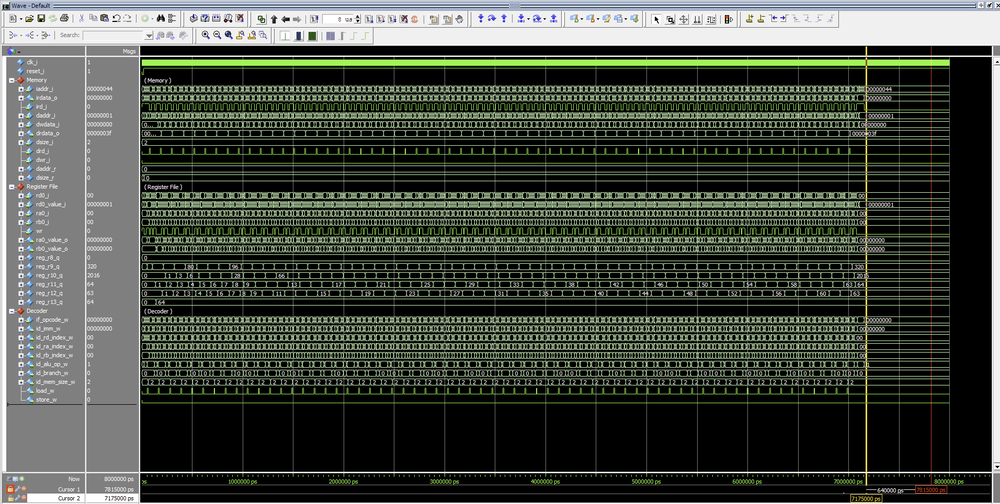 Wave - Default
8 us
Search:
Msgs
clk_i 1
reset_i 1
Memory (Memory)
iaddr_i 00000044 00000044
irdata_o 00000000 00000000
ird_i 0
daddr_i 00000001 00000001
dwdata_i 00000000 0... 00000000
drdata_o 0000003f 00... 0000003f
dsize_i 2 2
drd_i 0
dwr_i 0
daddr_r 0 0
dsize_r 0 0
Register File (Register File)
rd0_i 00 00
rd0_value_i 00000001 00000001
ra0_i 00 00
rb0_i 00 00
wr 0
ra0_value_o 00000000 00000000
rb0_value_o 00000000 00000000
reg_r8_q 0 0
reg_r9_q 320 80 96 320
reg_r10_q 2016 0 1 3 6 28 66 2016
reg_r11_q 64 0 1 2 3 4 5 6 7 8 9 13 17 21 25 29 33 38 42 46 50 54 58 63 64
reg_r12_q 63 0 1 2 3 4 5 6 7 8 9 11 15 19 23 27 31 35 40 44 48 52 56 60 63
reg_r13_q 64 0 64
Decoder (Decoder)
if_opcode_w 00000000 00000000
id_imm_w 00000000 00000000
id_rd_index_w 00 00
id_ra_index_w 00 00
id_rb_index_w 00 00
id_alu_op_w 1 1
id_branch_w 0 0 0 0 0 0 0 0 0 0 0 0 0 0 0 0 0 0 0 0 0 0 0 0 0 0 0 0 0 0 0
id_mem_size_w 2 2 2 2 2 2 2 2 2 2 2 2 2 2 2 2 2 2 2 2 2 2 2 2 2 2 2 2 2 2 2 2 2 2 2 2 2 2 2 2 2 2 2 2 2 2 2 2 2 2 2 2 2 2 2 2 2 2 2 2 2 2 2 2 2
load_w 0
store_w 0
Now 8000000 ps ps 1000000 ps 2000000 ps 3000000 ps 4000000 ps 5000000 ps 6000000 ps 7000000 ps 8000000 ps
Cursor 1 7815000 ps 640000 ps 7815000 ps
Cursor 2 7175000 ps 7175000 ps